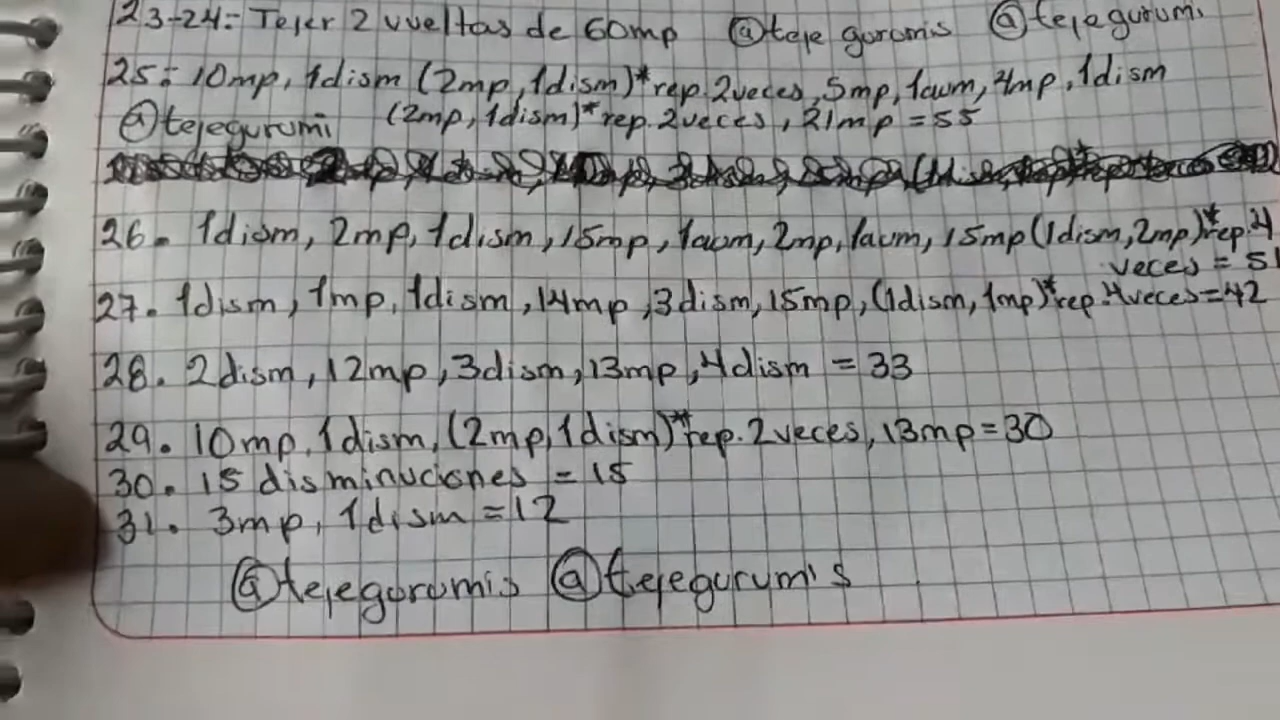 23-24= Tejer 2 vueltas de 60mp @teje gurumis @tejegurumi
25= 10mp, 1dism (2mp, 1dism)* rep. 2veces, 5mp, 1aum, 4mp, 1dism
@tejegurumi (2mp, 1dism)* rep. 2veces, 21mp = 55
26. 1dism, 2mp, 1dism, 15mp, 1aum, 2mp, 1aum, 15mp (1dism, 2mp)* rep. 4
veces = 51
27. 1dism, 1mp, 1dism, 14mp, 3dism, 15mp, (1dism, 1mp)* rep. 4veces = 42
28. 2dism, 12mp, 3dism, 13mp, 4dism = 33
29. 10mp, 1dism, (2mp, 1dism)* rep. 2veces, 13mp = 30
30. 15 disminuciones = 15
31. 3mp, 1dism = 12
@tejegurumis @tejegurumis